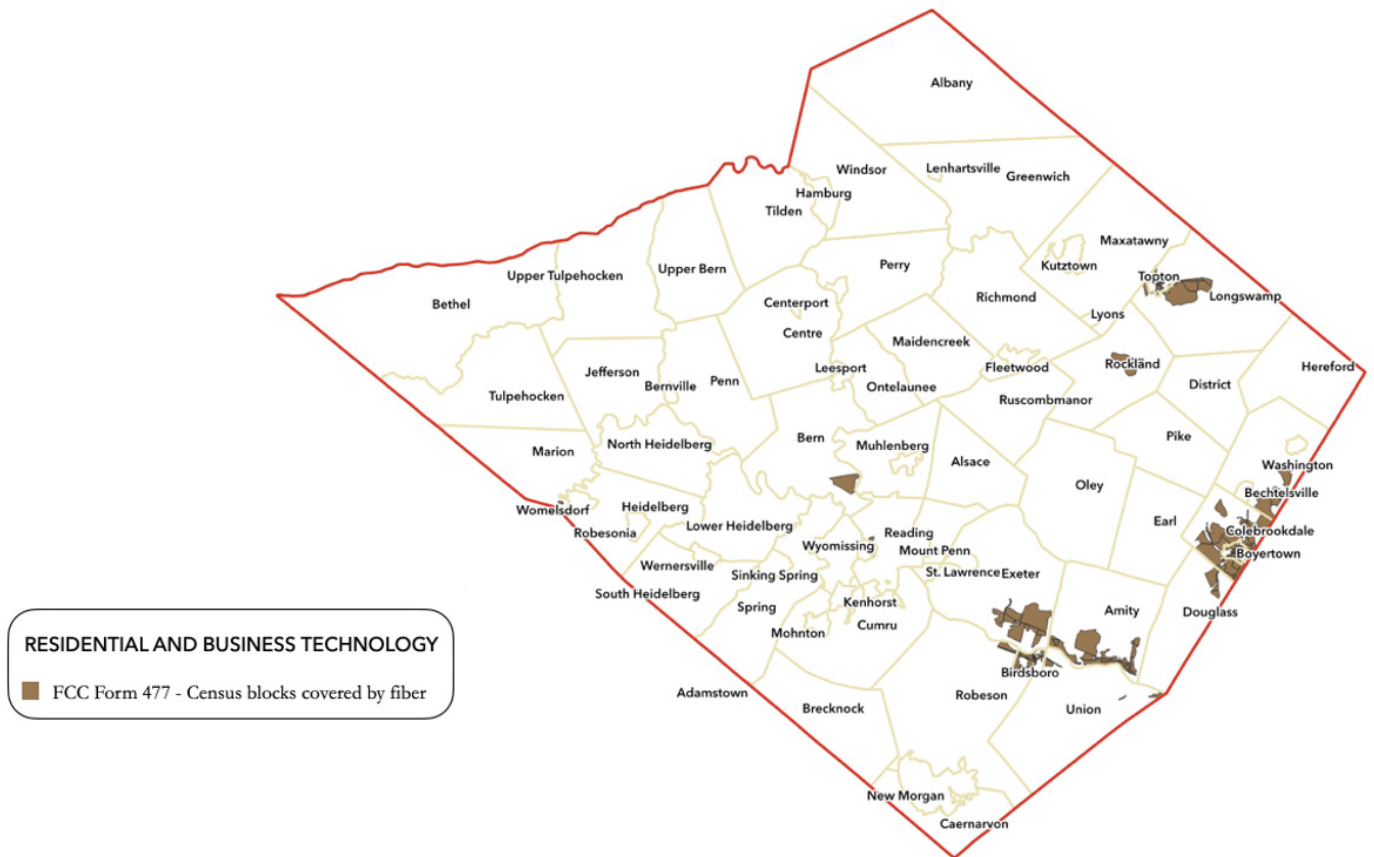 Albany
Windsor
Lenhartsville
Greenwich
Hamburg
Tilden
Maxatawny
Kutztown
Perry
Upper Bern
Upper Tulpehocken
Topton
Bethel
Centerport
Richmond
Longswamp
Lyons
Centre
Maidencreek
Rockland
Hereford
Jefferson
Leesport
Fleetwood
Bernville
Penn
Ontelaunee
District
Tulpehocken
Ruscombmanor
Bern
Pike
North Heidelberg
Muhlenberg
Marion
Alsace
Washington
Oley
Bechtelsville
Womelsdorf
Heidelberg
Lower Heidelberg
Earl
Robesonia
Reading
Colebrookdale
Wyomissing
Mount Penn
Boyertown
Wernersville
Sinking Spring
St. Lawrence
Exeter
South Heidelberg
Spring
Kenhorst
Amity
Douglass
Mohnton
Cumru
RESIDENTIAL AND BUSINESS TECHNOLOGY
FCC Form 477 - Census blocks covered by fiber
Birdsboro
Adamstown
Robeson
Brecknock
Union
New Morgan
Caernarvon